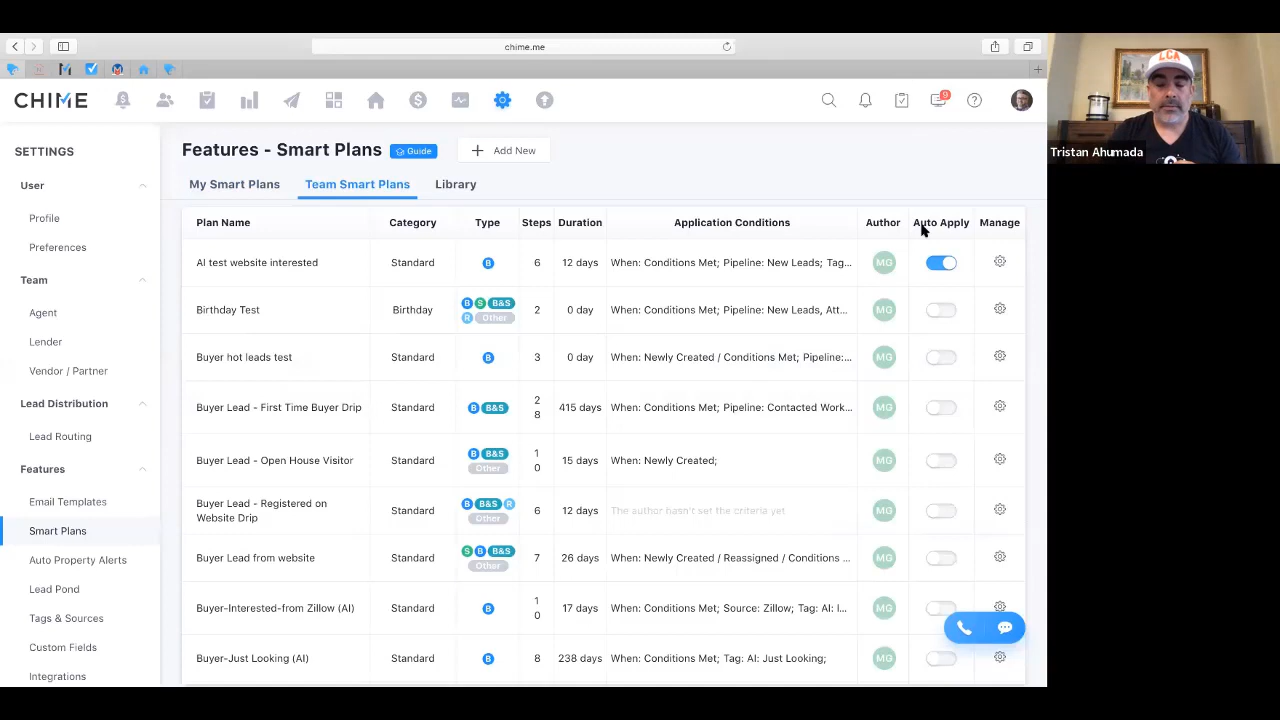 chime.me
CHIME
9
LCA
Tristan Ahumada
SETTINGS
User
Profile
Preferences
Team
Agent
Lender
Vendor / Partner
Lead Distribution
Lead Routing
Features
Email Templates
Smart Plans
Auto Property Alerts
Lead Pond
Tags & Suites
Custom Fields
Integrations
Features - Smart Plans
Guide
Add New
My Smart Plans
Team Smart Plans
Library
Plan Name Category Type Steps Duration Application Conditions Author Auto Apply Manage
AI test website interested Standard B 6 12 days When: Conditions Met; Pipeline: New Leads; Tag... MG
Birthday Test Birthday B S B&S R Other 2 0 day When: Conditions Met; Pipeline: New Leads, Att... MG
Buyer hot leads test Standard B 3 0 day When: Newly Created / Conditions Met; Pipeline:... MG
Buyer Lead - First Time Buyer Drip Standard B B&S 28 415 days When: Conditions Met; Pipeline: Contacted Work... MG
Buyer Lead - Open House Visitor Standard B B&S Other 10 15 days When: Newly Created; MG
Buyer Lead - Registered on
Website Drip Standard B B&S R Other 6 12 days The author hasn't set the criteria yet MG
Buyer Lead from website Standard S B B&S Other 7 26 days When: Newly Created / Reassigned / Conditions ... MG
Buyer-Interested-from Zillow (AI) Standard B 10 17 days When: Conditions Met; Source: Zillow; Tag: AI: I... MG
Buyer-Just Looking (AI) Standard B 8 238 days When: Conditions Met; Tag: AI: Just Looking; MG